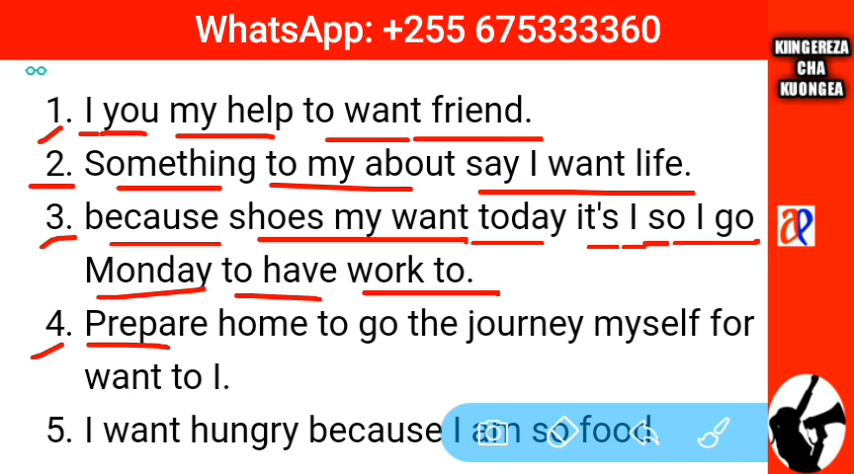 WhatsApp: +255 675333360
KIINGEREZA
CHA
KUONGEA
1. I you my help to want friend.
2. Something to my about say I want life.
3. because shoes my want today it's I so I go
Monday to have work to.
4. Prepare home to go the journey myself for
want to I.
5. I want hungry because I am so food